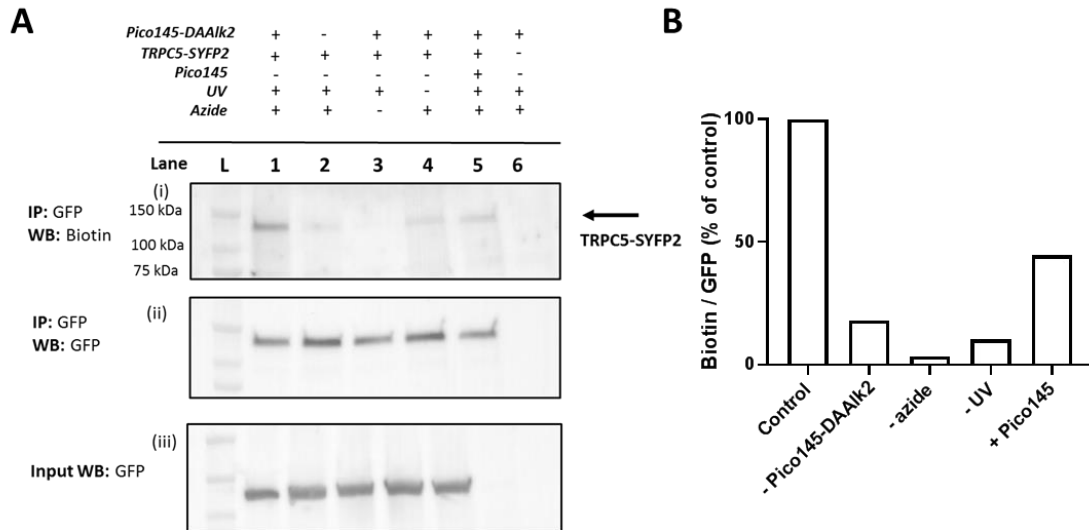 A
Pico145-DAAlk2 + - + + + +
TRPC5-SYFP2 + + + + + -
Pico145 - - - - + -
UV + + + - + +
Azide + + - + + +
Lane L 1 2 3 4 5 6
(i)
IP: GFP
WB: Biotin
150 kDa
100 kDa
75 kDa
TRPC5-SYFP2
(ii)
IP: GFP
WB: GFP
(iii)
Input WB: GFP
B
Biotin / GFP (% of control)
100
50
0
Control
- Pico145-DAAlk2
- azide
- UV
+ Pico145